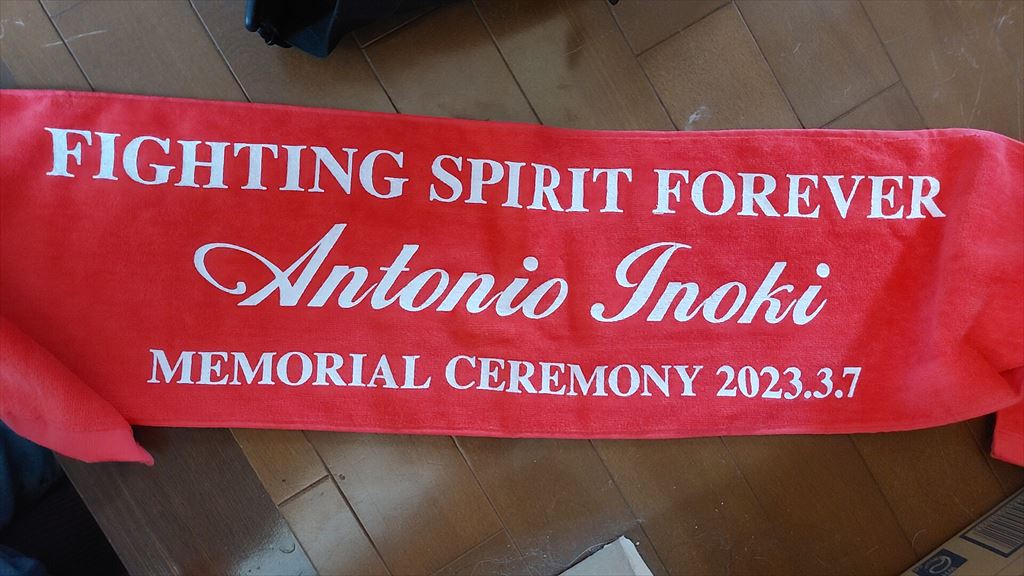 FIGHTING SPIRIT FOREVER
Antonio Inoki
MEMORIAL CEREMONY 2023.3.7